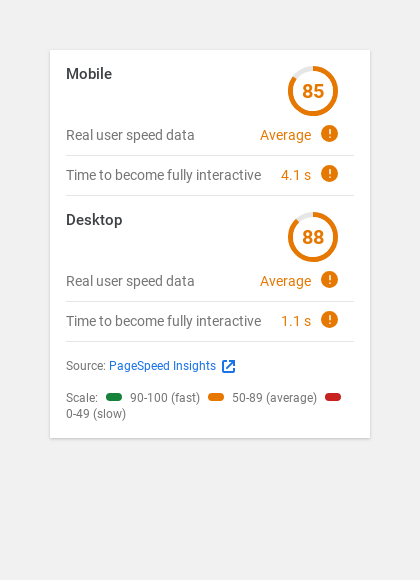 Mobile
85
Real user speed data Average
Time to become fully interactive 4.1 s
Desktop
88
Real user speed data Average
Time to become fully interactive 1.1 s
Source: PageSpeed Insights
Scale: 90-100 (fast) 50-89 (average)
0-49 (slow)